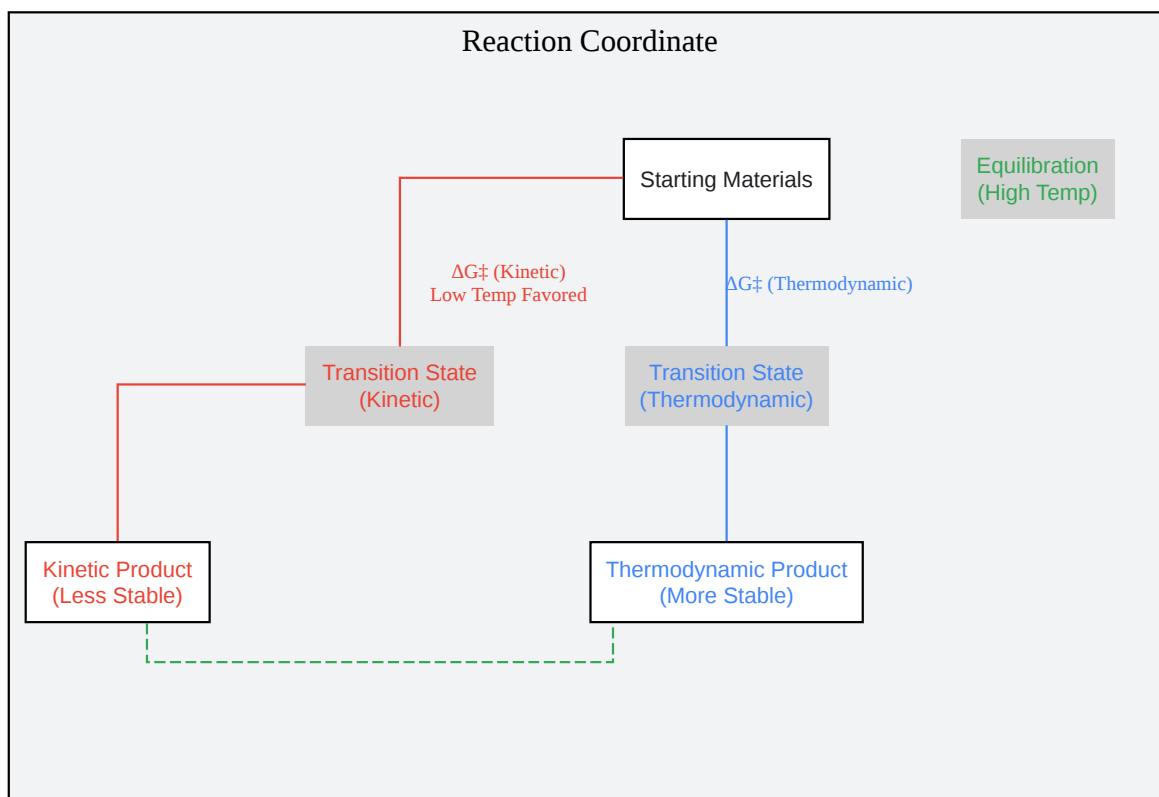 Reaction Coordinate
Starting Materials
Equilibration
(High Temp)
ΔG‡ (Kinetic)
Low Temp Favored
ΔG‡ (Thermodynamic)
Transition State
(Kinetic)
Transition State
(Thermodynamic)
Kinetic Product
(Less Stable)
Thermodynamic Product
(More Stable)